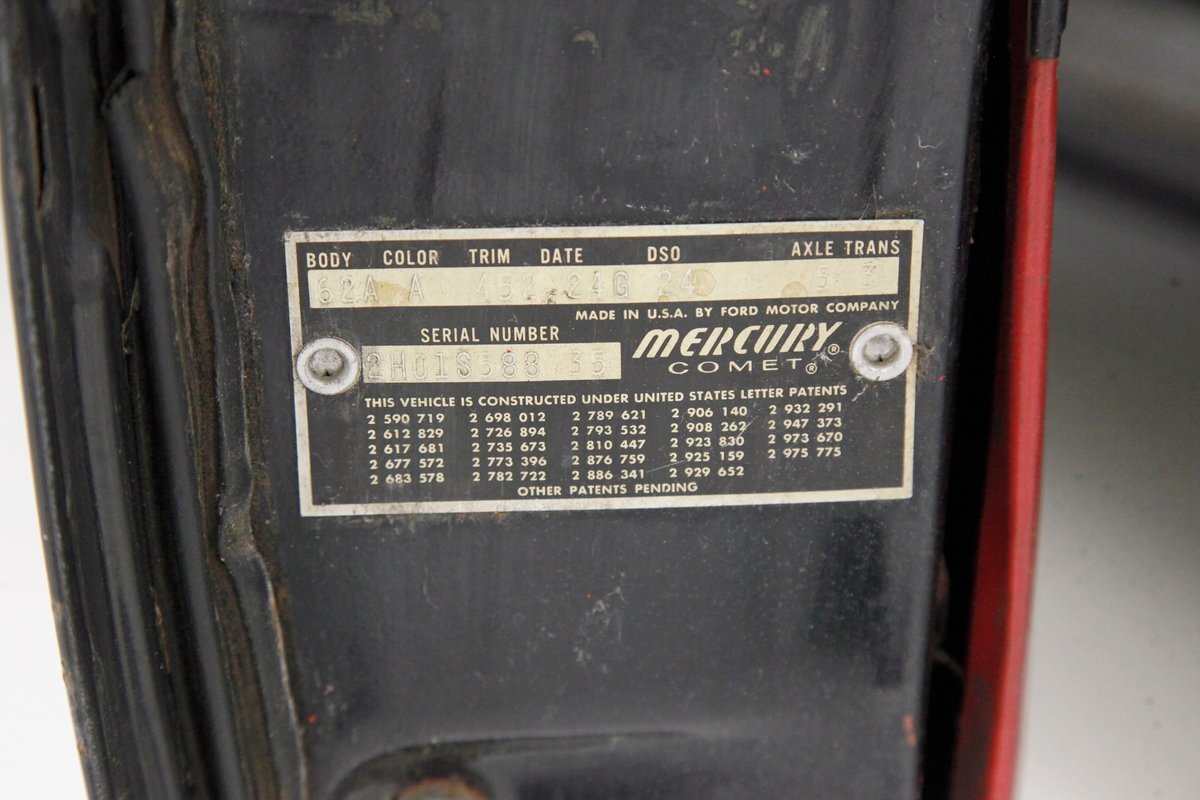 BODY COLOR TRIM DATE DSO AXLE TRANS
62A A 452 24G 24 5 3
MADE IN U.S.A. BY FORD MOTOR COMPANY
SERIAL NUMBER
2H01S588 35
MERCURY®
COMET®
THIS VEHICLE IS CONSTRUCTED UNDER UNITED STATES LETTER PATENTS
2 590 719 2 698 012 2 789 621 2 906 140 2 932 291
2 612 829 2 726 894 2 793 532 2 908 262 2 947 373
2 617 681 2 735 673 2 810 447 2 923 830 2 973 670
2 677 572 2 773 396 2 876 759 2 925 159 2 975 775
2 683 578 2 782 722 2 886 341 2 929 652
OTHER PATENTS PENDING